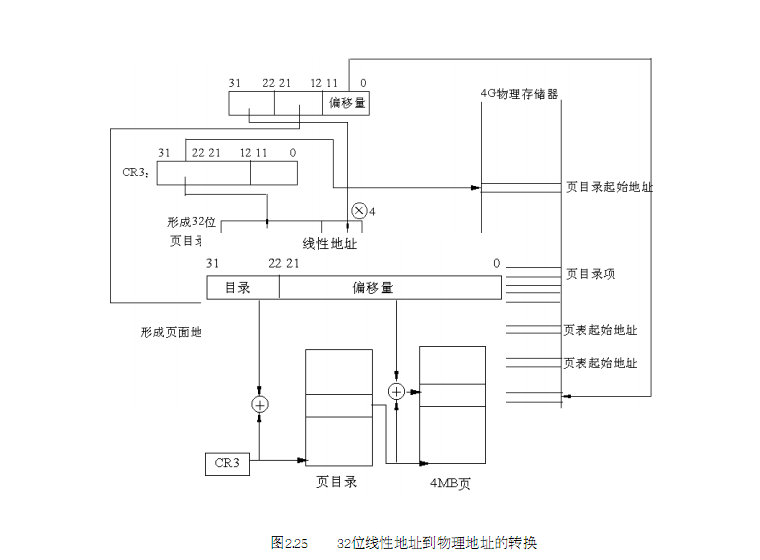 31 22 21 12 11 0
偏移量
4G物理存储器
31 22 21 12 11 0
CR3:
页目录起始地址
4
形成32位
页目录
线性地址
31 22 21 0
页目录项
目录 偏移量
形成页面地
页表起始地址
页表起始地址
CR3
页目录
4MB页
图2.25 32位线性地址到物理地址的转换